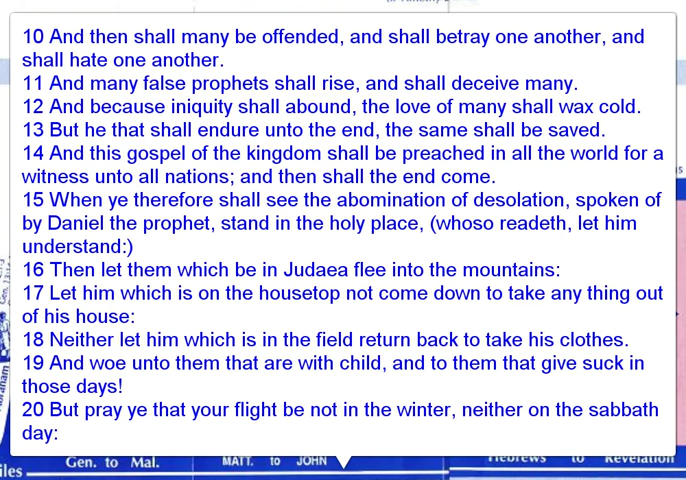 10 And then shall many be offended, and shall betray one another, and
shall hate one another.
11 And many false prophets shall rise, and shall deceive many.
12 And because iniquity shall abound, the love of many shall wax cold.
13 But he that shall endure unto the end, the same shall be saved.
14 And this gospel of the kingdom shall be preached in all the world for a
witness unto all nations; and then shall the end come.
15 When ye therefore shall see the abomination of desolation, spoken of
by Daniel the prophet, stand in the holy place, (whoso readeth, let him
understand:)
16 Then let them which be in Judaea flee into the mountains:
17 Let him which is on the housetop not come down to take any thing out
of his house:
18 Neither let him which is in the field return back to take his clothes.
19 And woe unto them that are with child, and to them that give suck in
those days!
20 But pray ye that your flight be not in the winter, neither on the sabbath
day:
Gen. to Mal. MATT. to JOHN Hebrews to Revelation